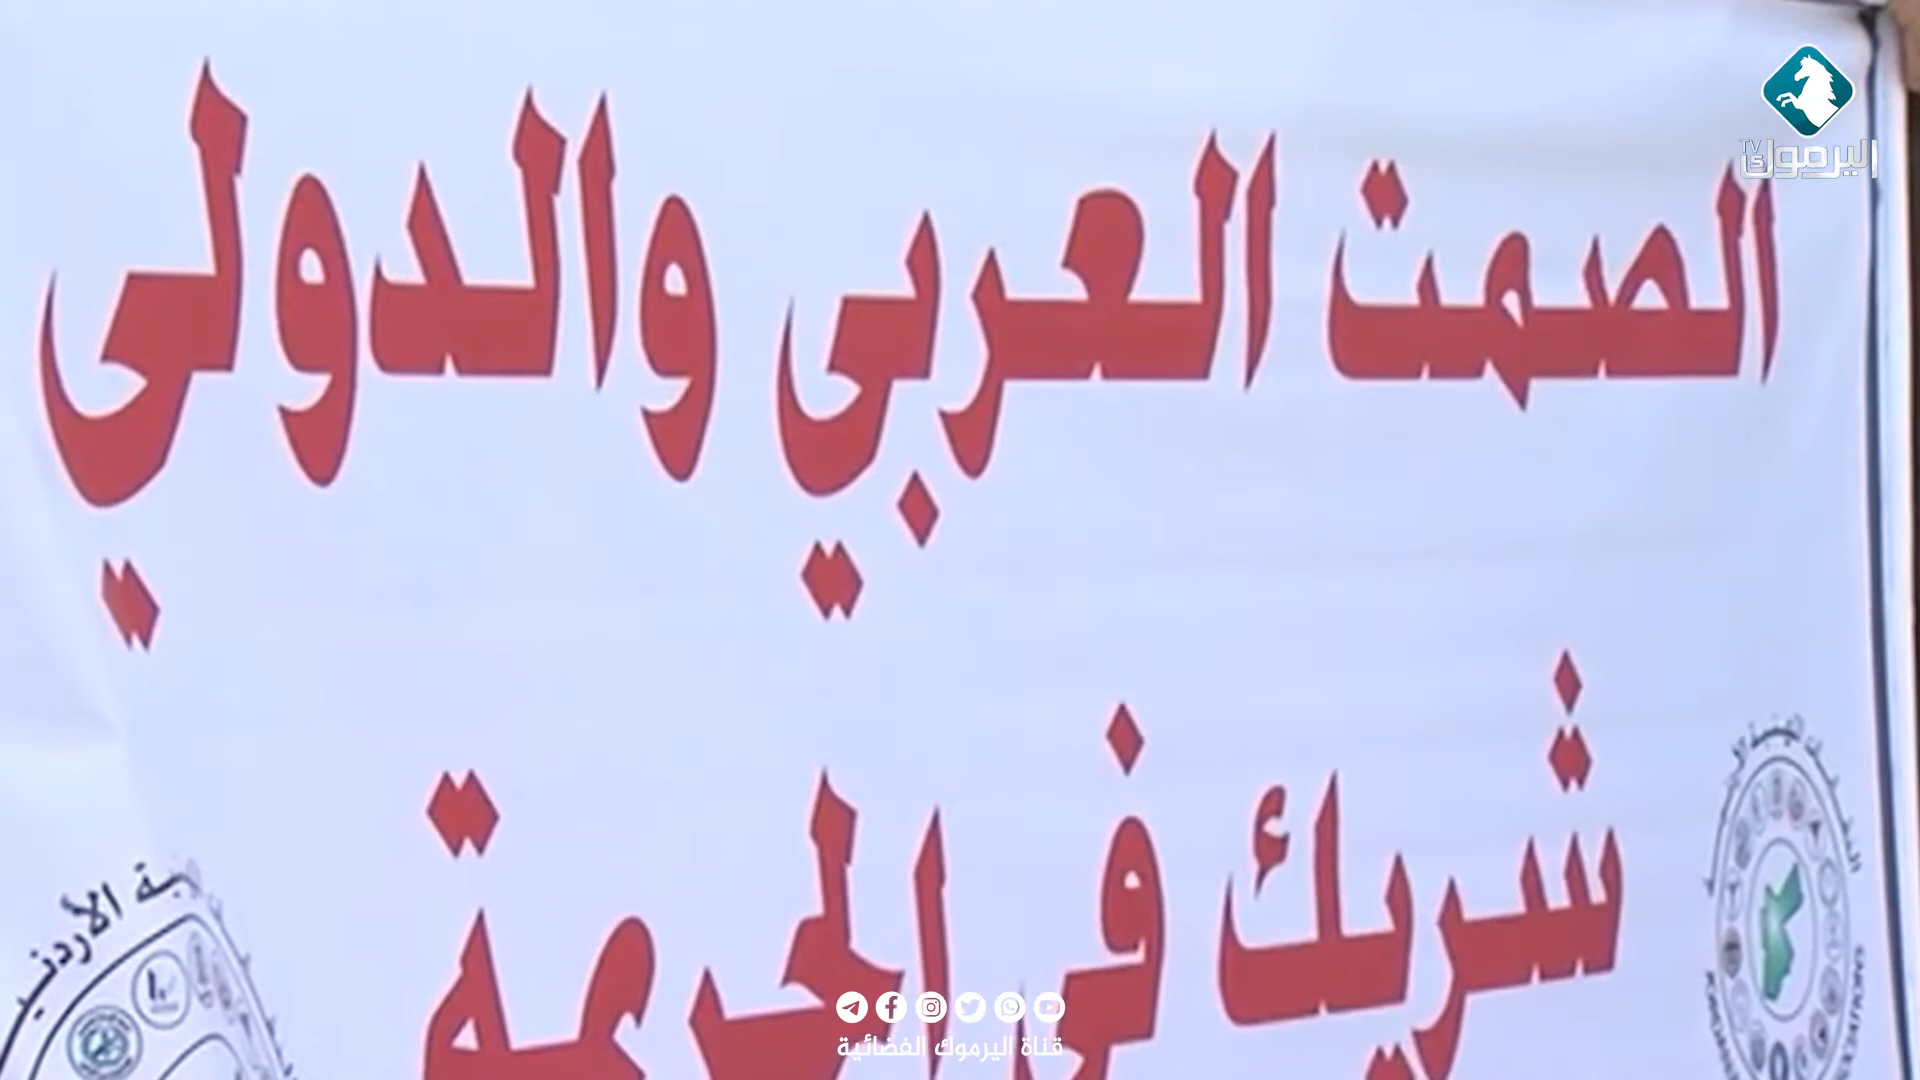 اليرموك
TV
الصمت العربي والدولي
شريك في الجريمة
قناة اليرموك الفضائية